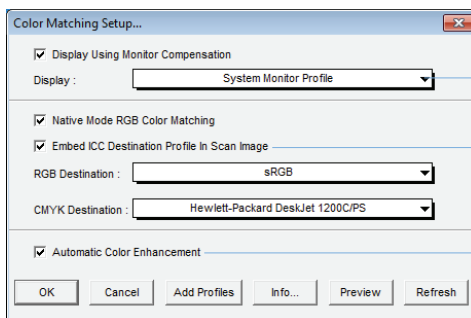 Color Matching Setup...
Display Using Monitor Compensation
Display : System Monitor Profile
Native Mode RGB Color Matching
Embed ICC Destination Profile In Scan Image
RGB Destination : sRGB
CMYK Destination : Hewlett-Packard DeskJet 1200C/PS
Automatic Color Enhancement
OK Cancel Add Profiles Info... Preview Refresh